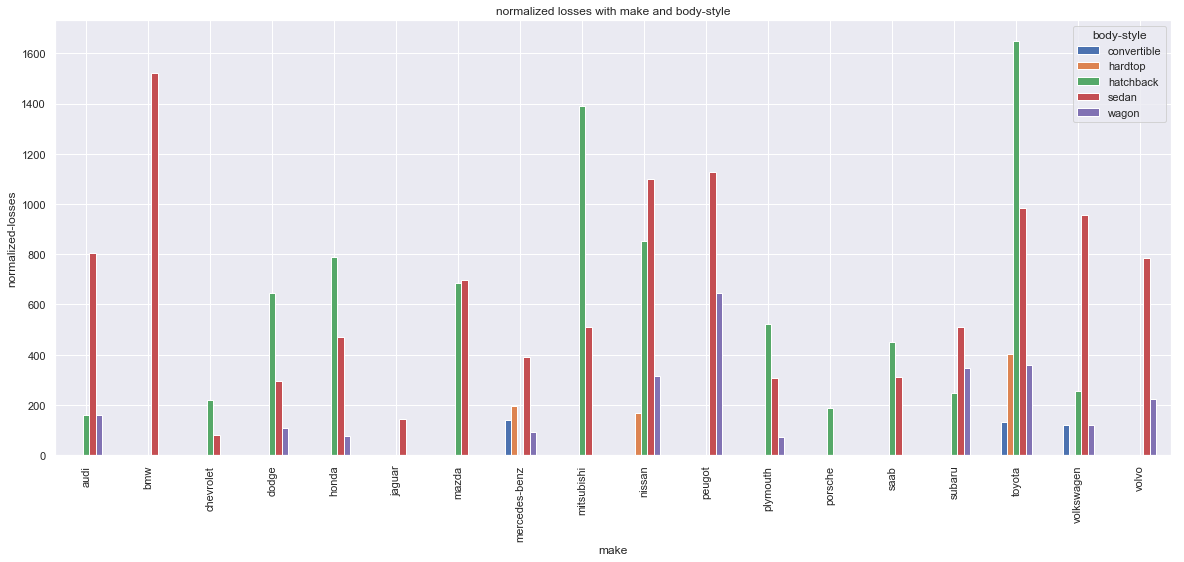 normalized losses with make and body-style
body-style
convertible
hardtop
hatchback
sedan
wagon
normalized-losses
1600
1400
1200
1000
800
600
400
200
0
audi
bmw
chevrolet
dodge
honda
jaguar
mazda
mercedes-benz
mitsubishi
nissan
peugot
plymouth
porsche
saab
subaru
toyota
volkswagen
volvo
make